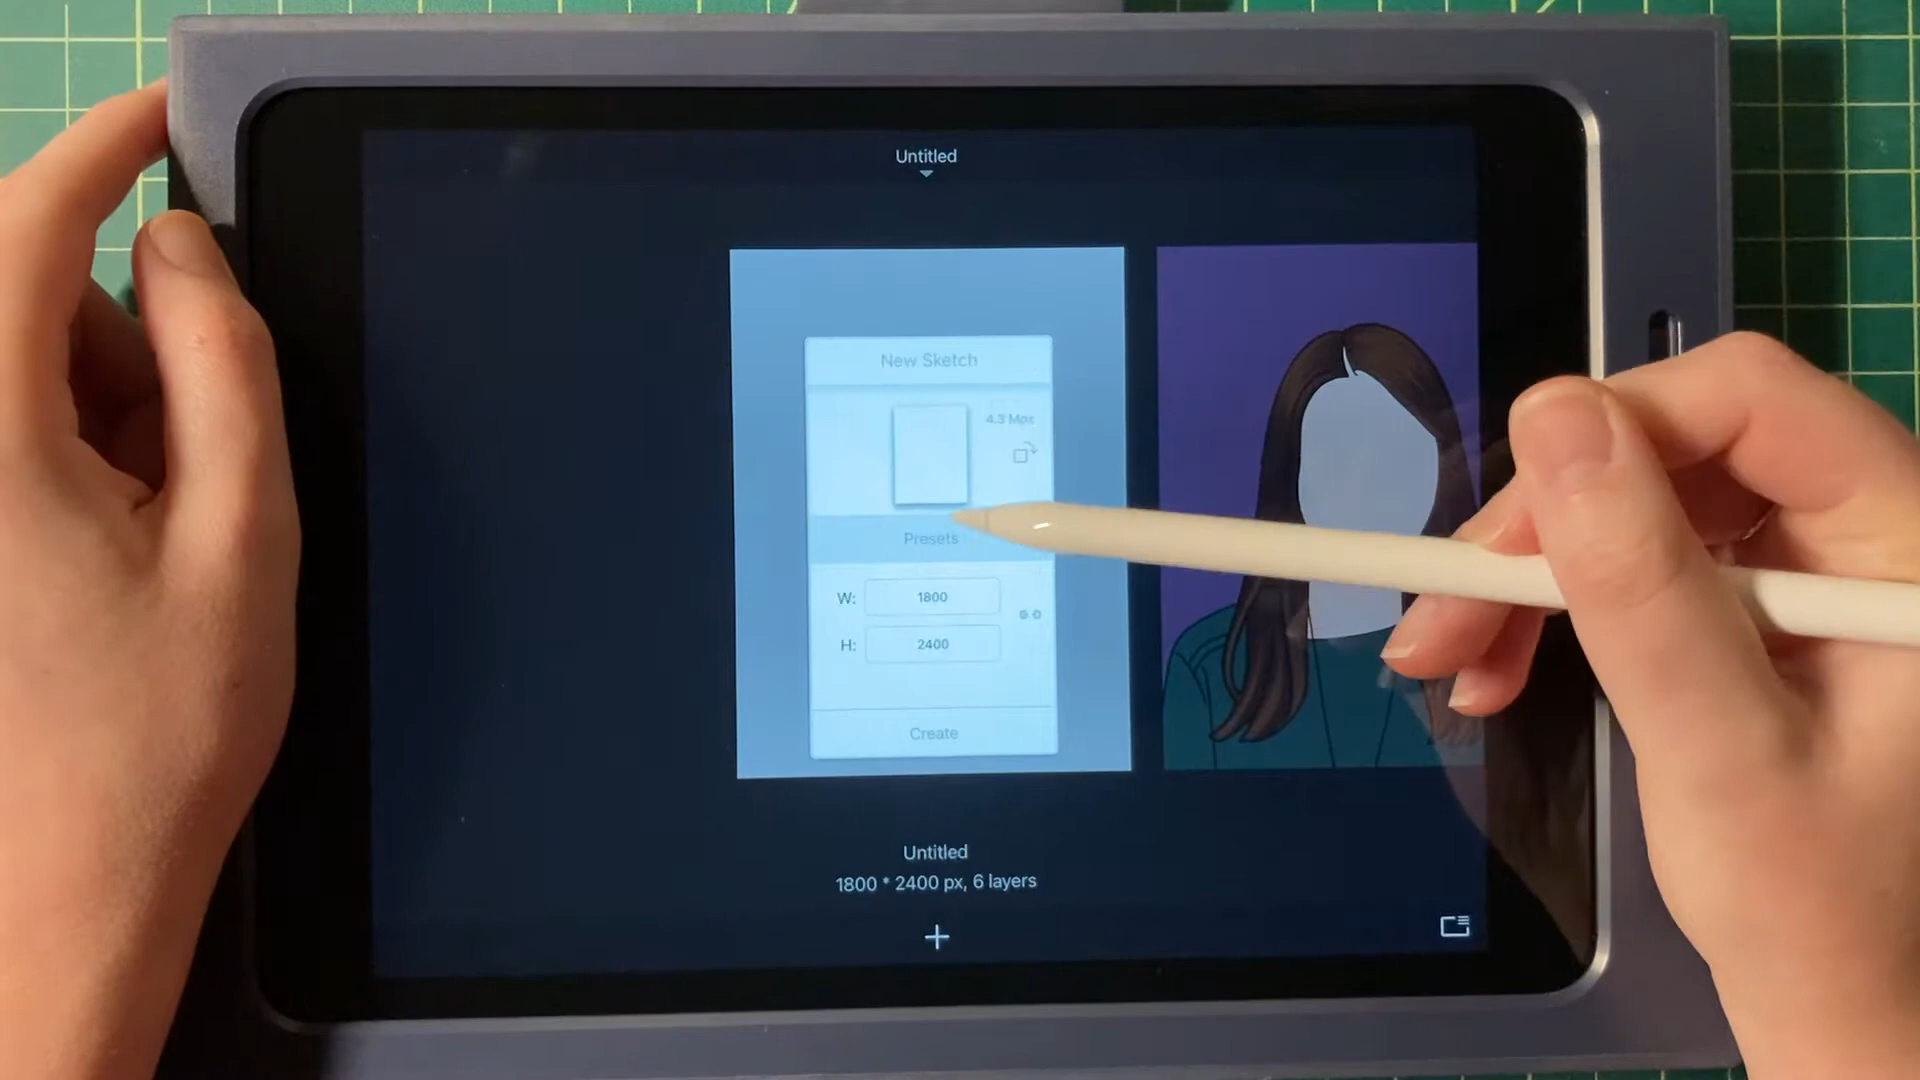 Untitled
New Sketch
4.3 Mpx
Presets
W: 1800
H: 2400
Create
Untitled
1800 * 2400 px, 6 layers